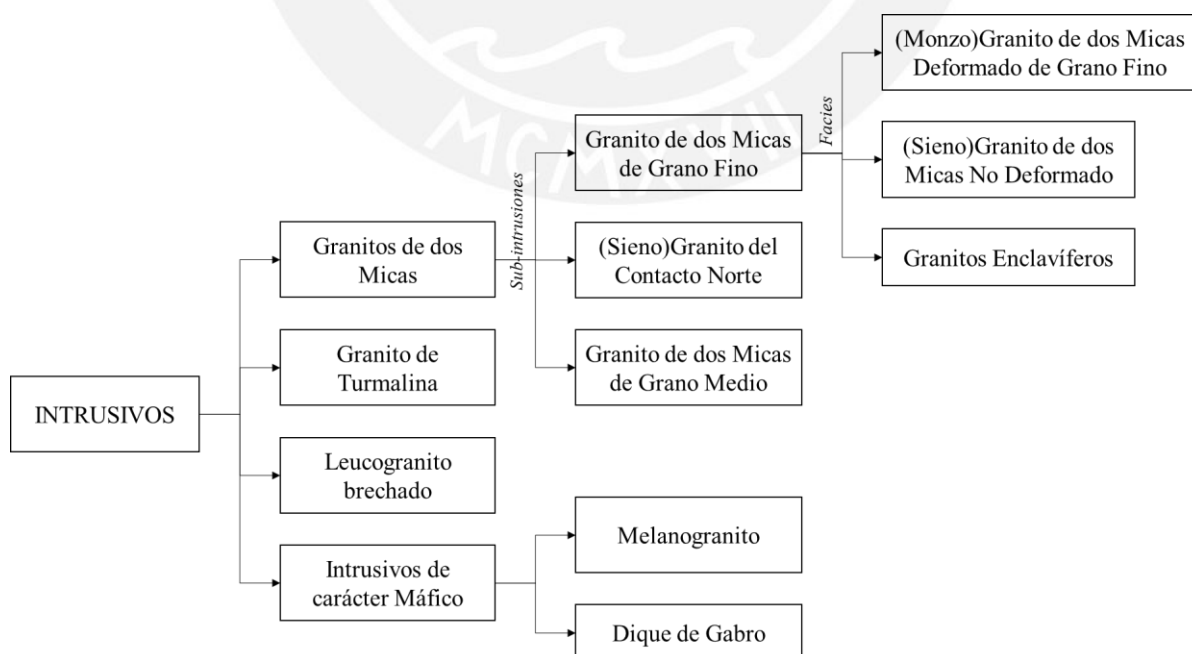 MCMXVII
(Monzo)Granito de dos Micas
Deformado de Grano Fino
Facies
Granito de dos Micas
de Grano Fino
(Sieno)Granito de dos
Micas No Deformado
Sub-intrusiones
Granitos de dos
Micas
(Sieno)Granito del
Contacto Norte
Granitos Enclavíferos
Granito de
Turmalina
Granito de dos Micas
de Grano Medio
INTRUSIVOS
Leucogranito
brechado
Intrusivos de
carácter Máfico
Melanogranito
Dique de Gabro